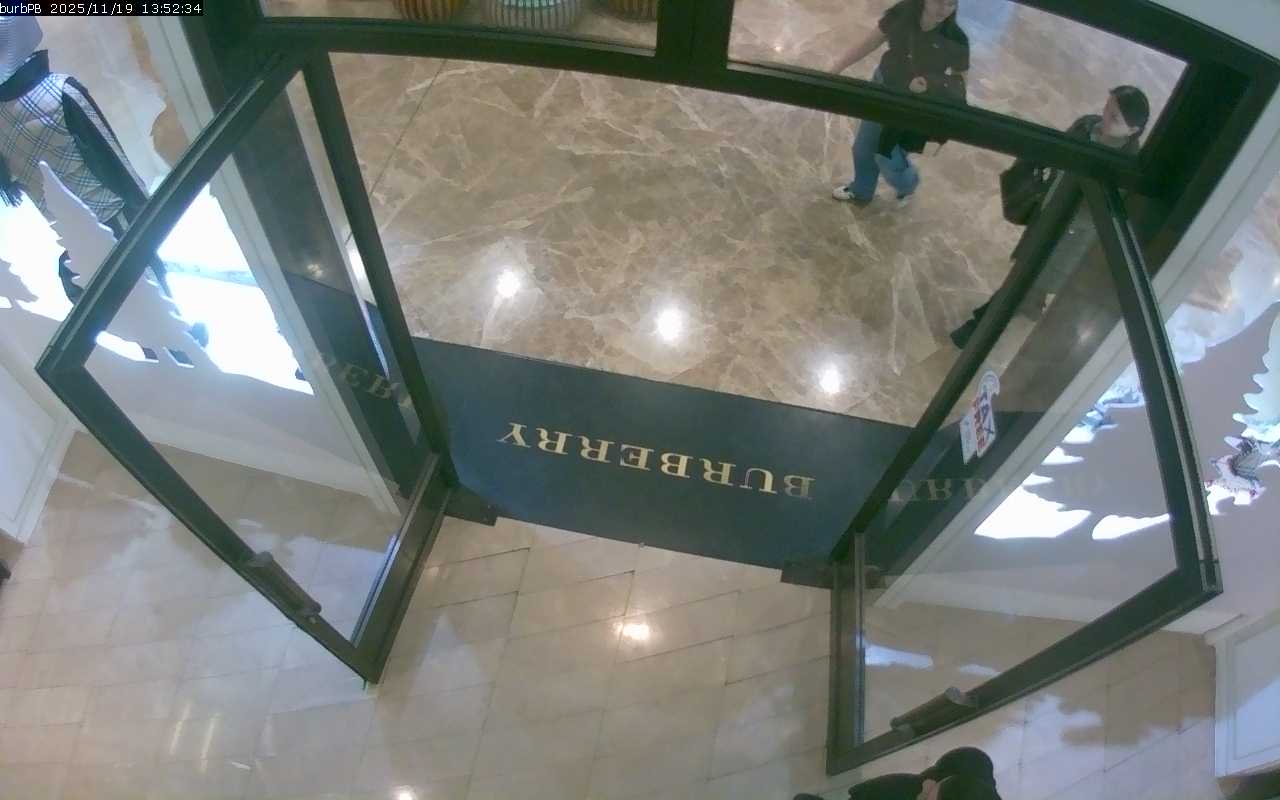 burbPB 2025/11/19 13:52:34
BURBERRY
TAX
FREE